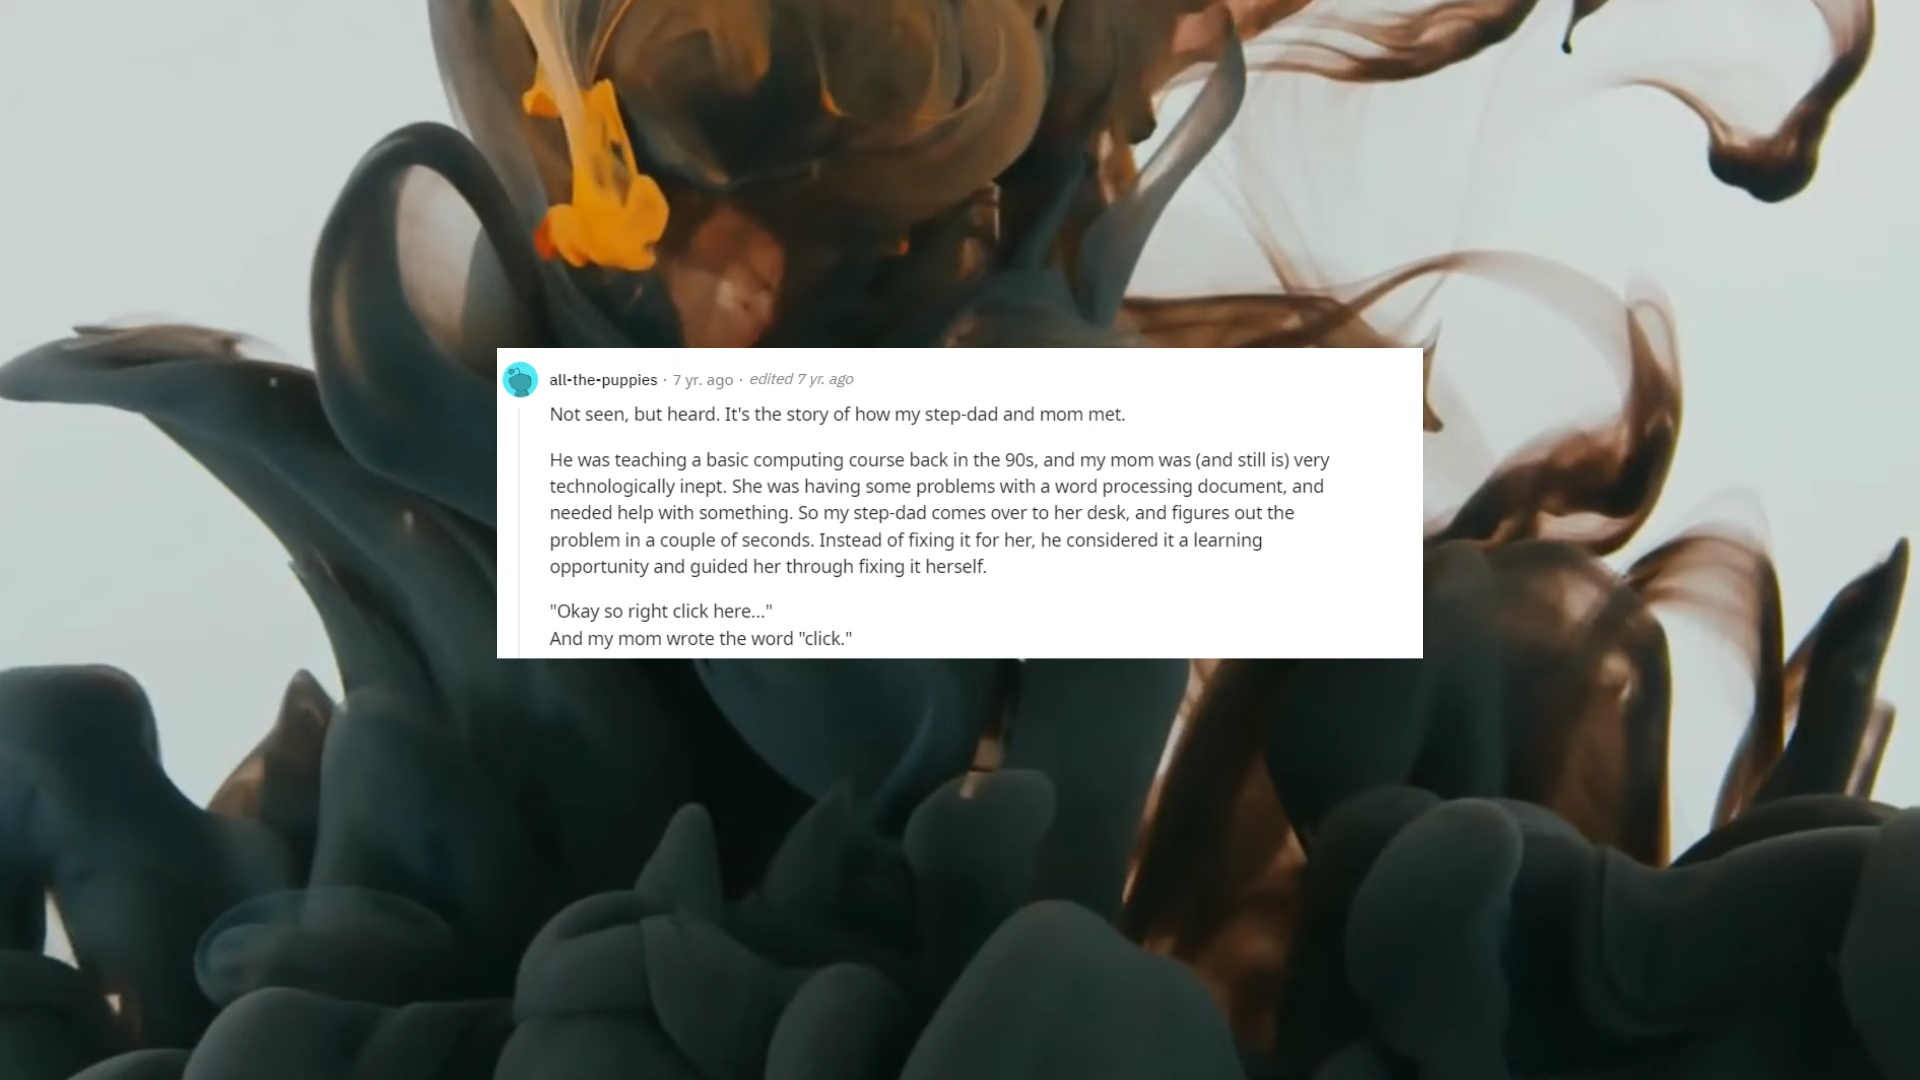 all-the-puppies · 7 yr. ago · edited 7 yr. ago
Not seen, but heard. It's the story of how my step-dad and mom met.
He was teaching a basic computing course back in the 90s, and my mom was (and still is) very
technologically inept. She was having some problems with a word processing document, and
needed help with something. So my step-dad comes over to her desk, and figures out the
problem in a couple of seconds. Instead of fixing it for her, he considered it a learning
opportunity and guided her through fixing it herself.
"Okay so right click here..."
And my mom wrote the word "click."